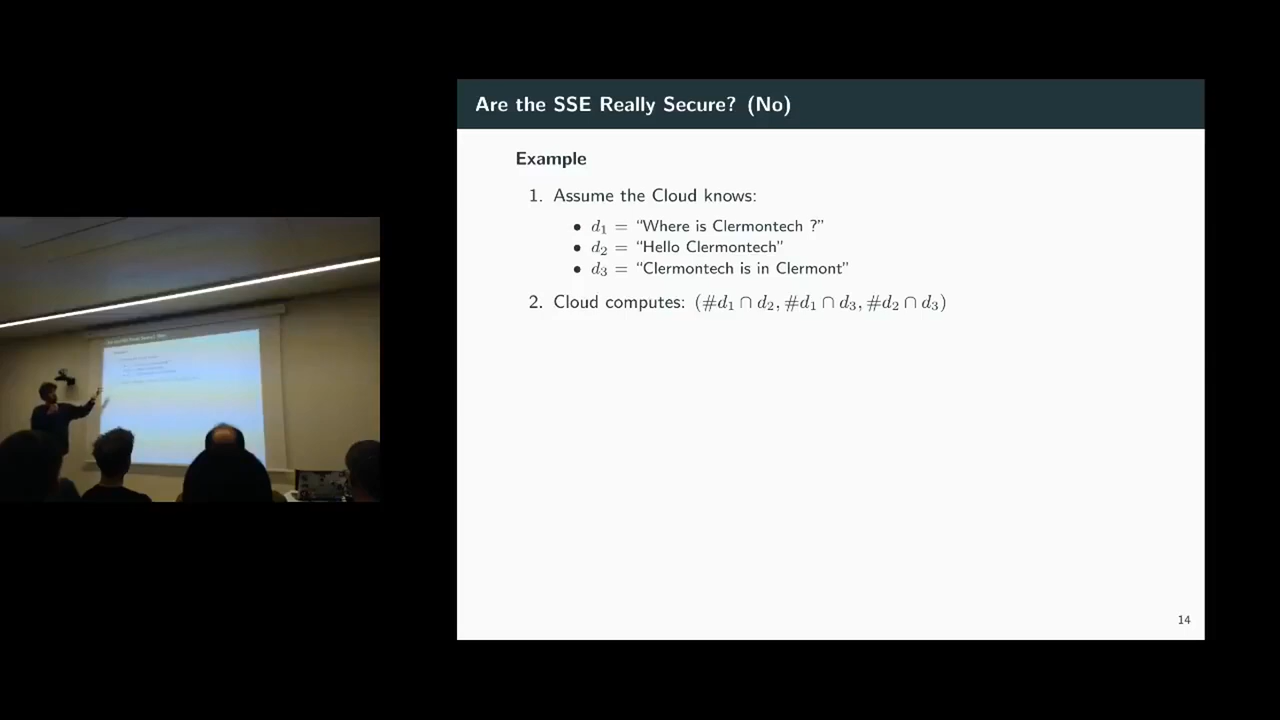 Are the SSE Really Secure? (No)
Example
1. Assume the Cloud knows:
• d₁ = “Where is Clermontech ?”
• d₂ = “Hello Clermontech”
• d₃ = “Clermontech is in Clermont”
2. Cloud computes: (#d₁ ∩ d₂, #d₁ ∩ d₃, #d₂ ∩ d₃)
14